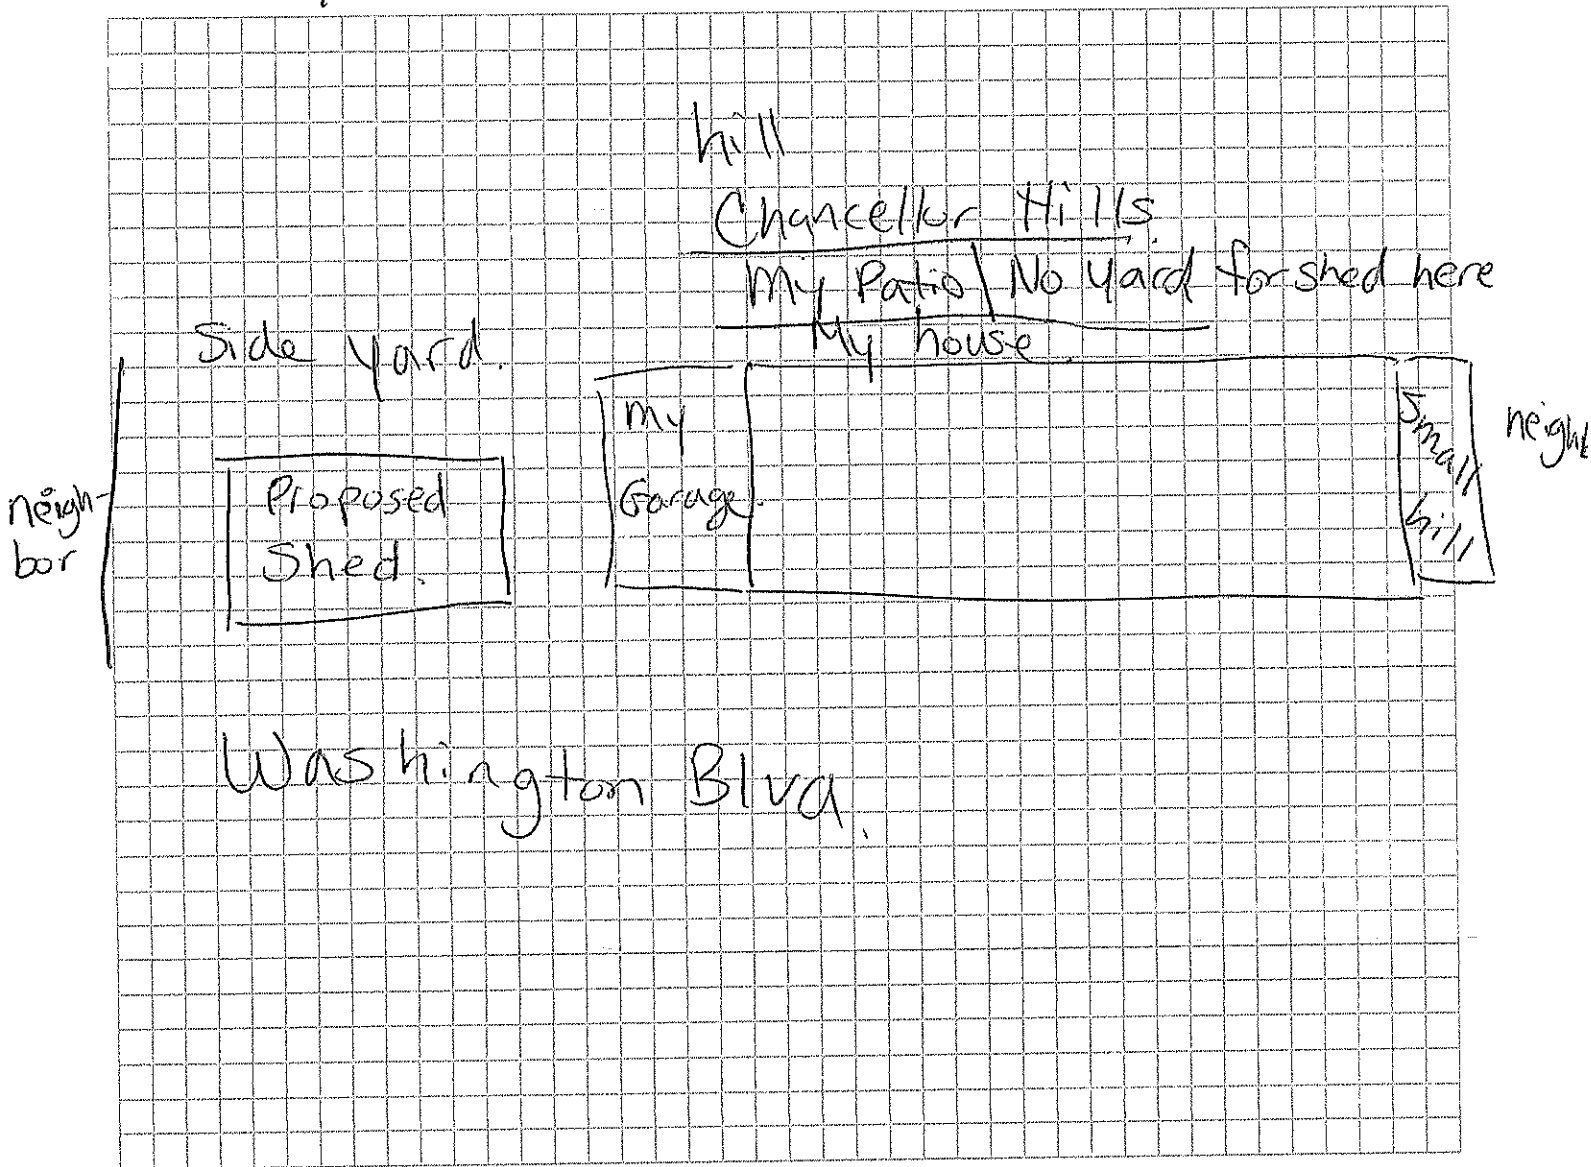 hill
Chancellor Hills.
My Patio | No Yard for shed here
My house.
Side yard.
My
Garage.
Small
hill
neigh-
bor
Proposed
Shed.
Washington Blvd.